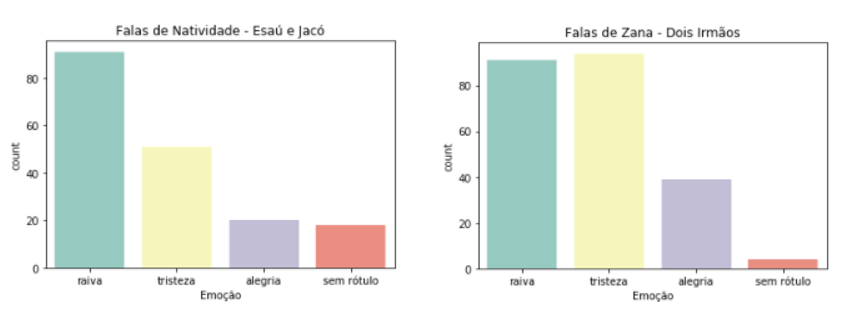 Falas de Natividade - Esaú e Jacó
80
60
40
20
0
count
raiva tristeza alegria sem rótulo
Emoção
Falas de Zana - Dois Irmãos
80
60
40
20
0
count
raiva tristeza alegria sem rótulo
Emoção